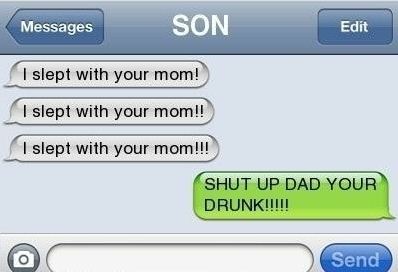 Messages
SON
Edit
I slept with your mom!
I slept with your mom!!
I slept with your mom!!!
SHUT UP DAD YOUR
DRUNK!!!!!
Send